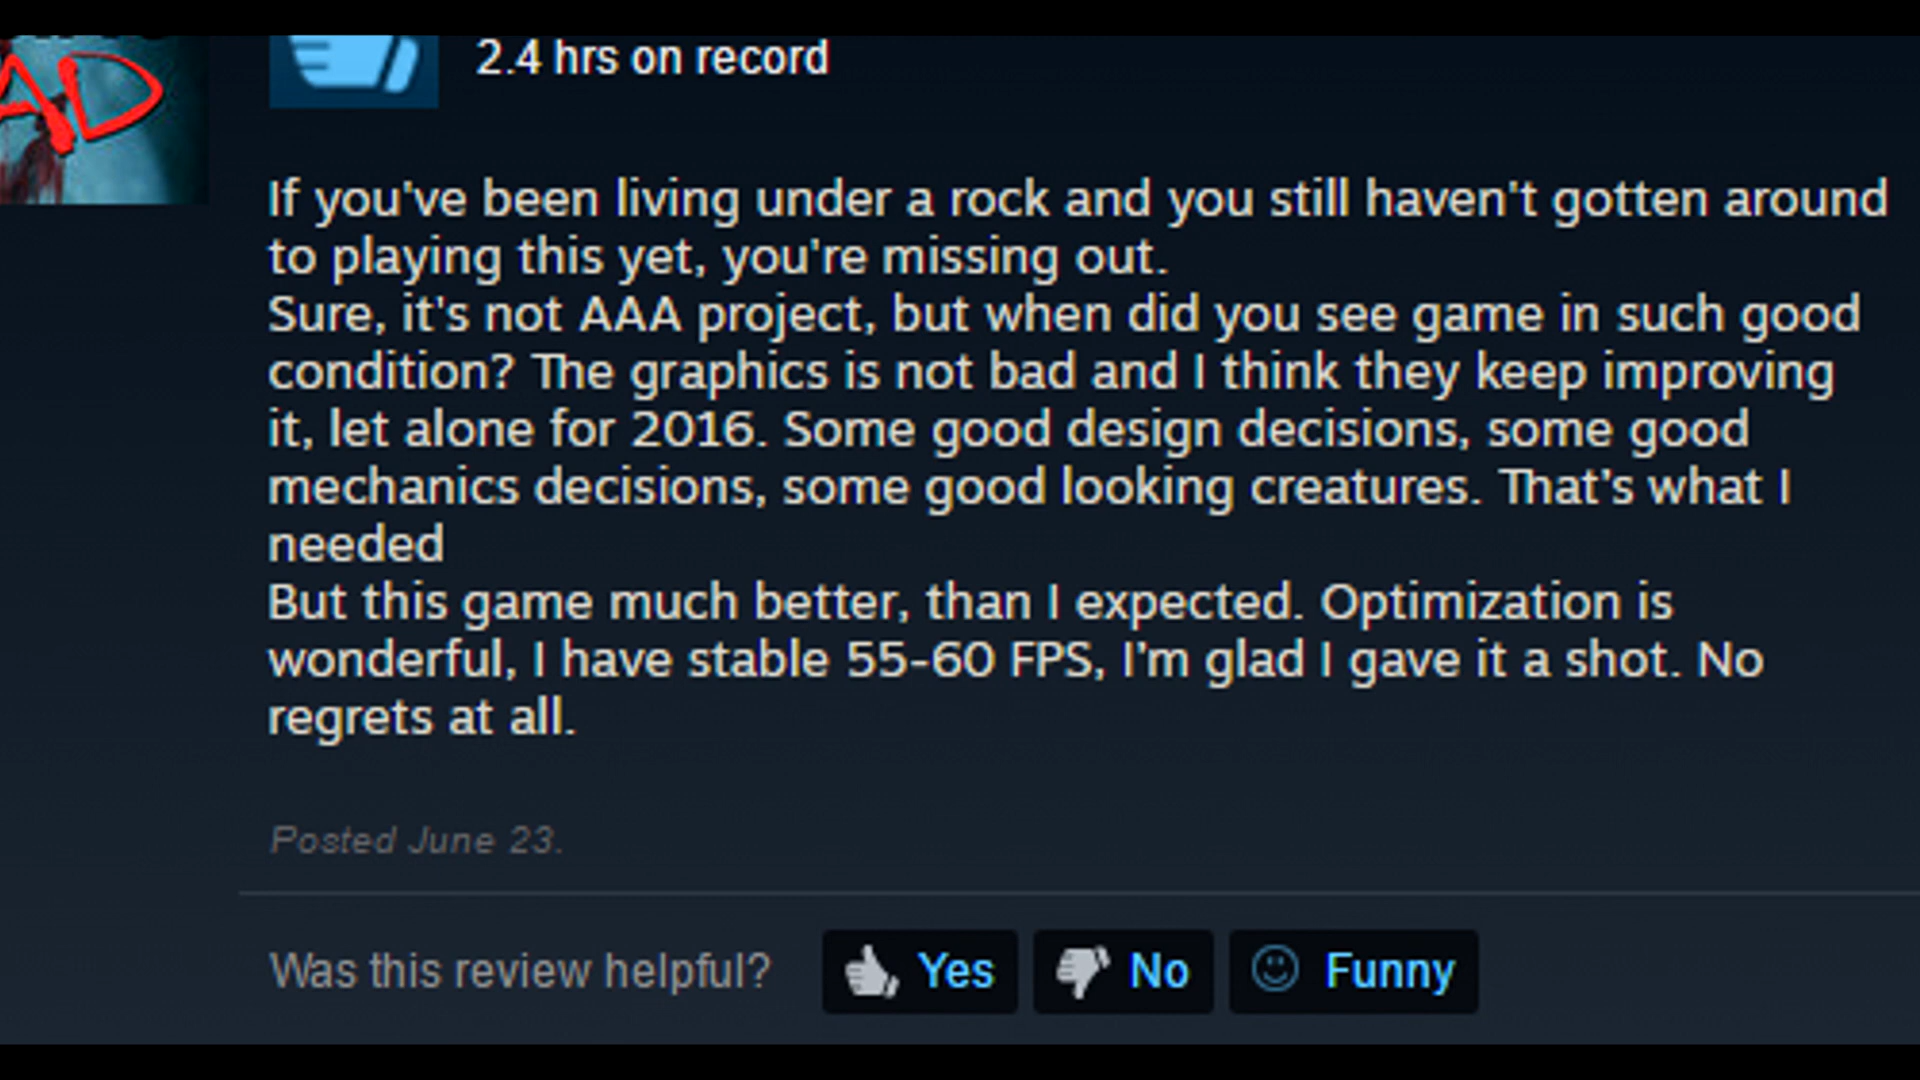 AD
2.4 hrs on record
If you've been living under a rock and you still haven't gotten around
to playing this yet, you're missing out.
Sure, it's not AAA project, but when did you see game in such good
condition? The graphics is not bad and I think they keep improving
it, let alone for 2016. Some good design decisions, some good
mechanics decisions, some good looking creatures. That's what I
needed
But this game much better, than I expected. Optimization is
wonderful, I have stable 55-60 FPS, I'm glad I gave it a shot. No
regrets at all.
Posted June 23.
Was this review helpful? Yes No Funny